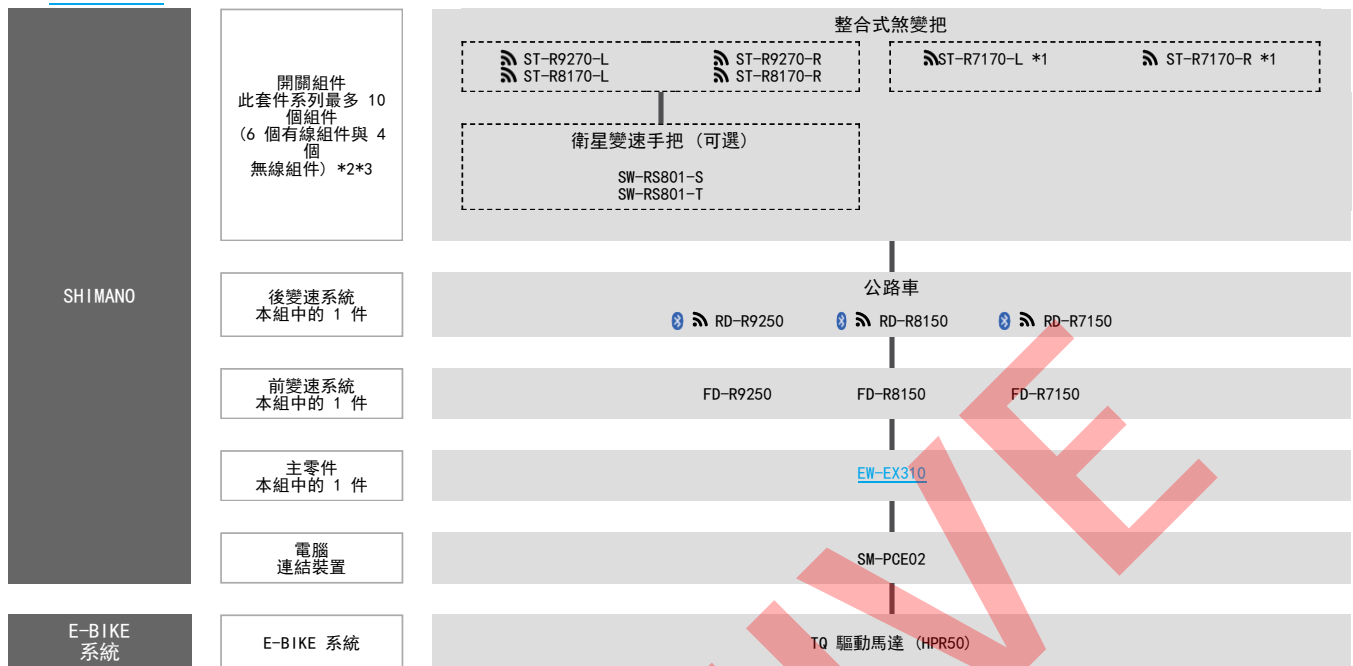 整合式煞變把
ST-R9270-L
ST-R8170-L
ST-R9270-R
ST-R8170-R
ST-R7170-L *1
ST-R7170-R *1
開關組件
此套件系列最多 10
個組件
(6 個有線組件與 4
個
無線組件) *2*3
衛星變速手把 (可選)
SW-RS801-S
SW-RS801-T
SHIMANO
後變速系統
本組中的 1 件
公路車
RD-R9250
RD-R8150
RD-R7150
前變速系統
本組中的 1 件
FD-R9250
FD-R8150
FD-R7150
主零件
本組中的 1 件
EW-EX310
電腦
連結裝置
SM-PCE02
E-BIKE
系統
E-BIKE 系統
TQ 驅動馬達 (HPR50)